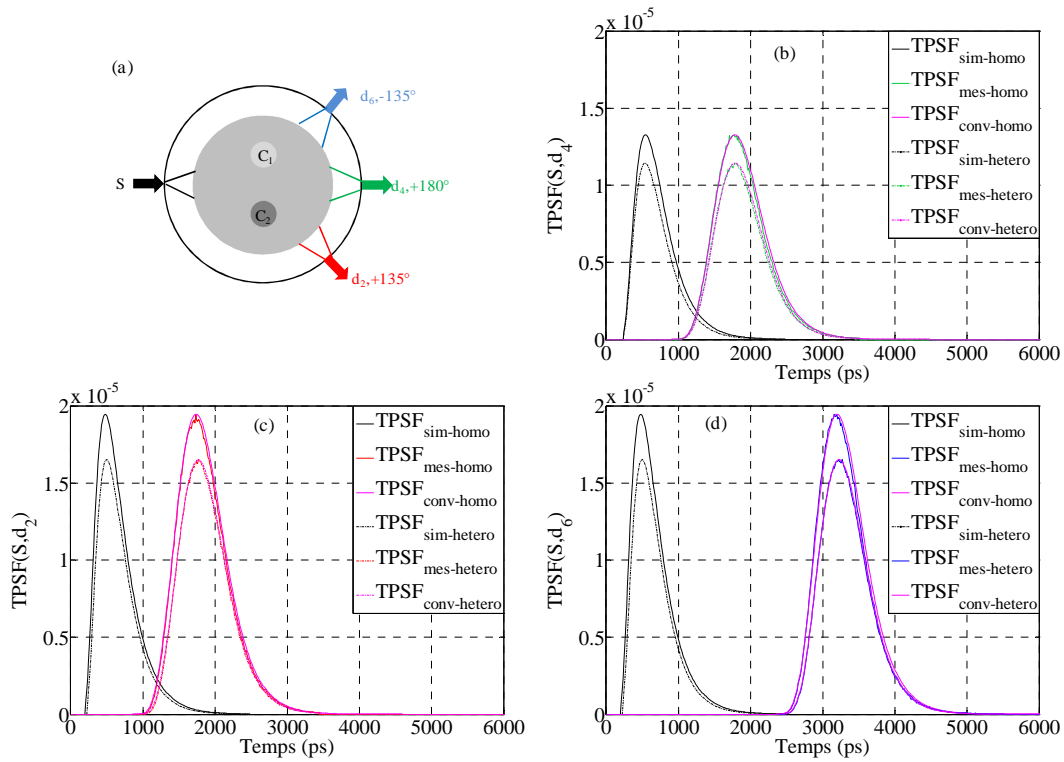 (a)
d6,-135°
C1
S
d4,+180°
C2
d2,+135°
2 x 10-5
(b)
TPSFsim-homo
TPSFmes-homo
TPSFconv-homo
TPSFsim-hetero
TPSFmes-hetero
TPSFconv-hetero
TPSF(S,d4)
1.5
1
0.5
0
0 1000 2000 3000 4000 5000 6000
Temps (ps)
2 x 10-5
(c)
TPSFsim-homo
TPSFmes-homo
TPSFconv-homo
TPSFsim-hetero
TPSFmes-hetero
TPSFconv-hetero
TPSF(S,d2)
1.5
1
0.5
0
0 1000 2000 3000 4000 5000 6000
Temps (ps)
2 x 10-5
(d)
TPSFsim-homo
TPSFmes-homo
TPSFconv-homo
TPSFsim-hetero
TPSFmes-hetero
TPSFconv-hetero
TPSF(S,d6)
1.5
1
0.5
0
0 1000 2000 3000 4000 5000 6000
Temps (ps)